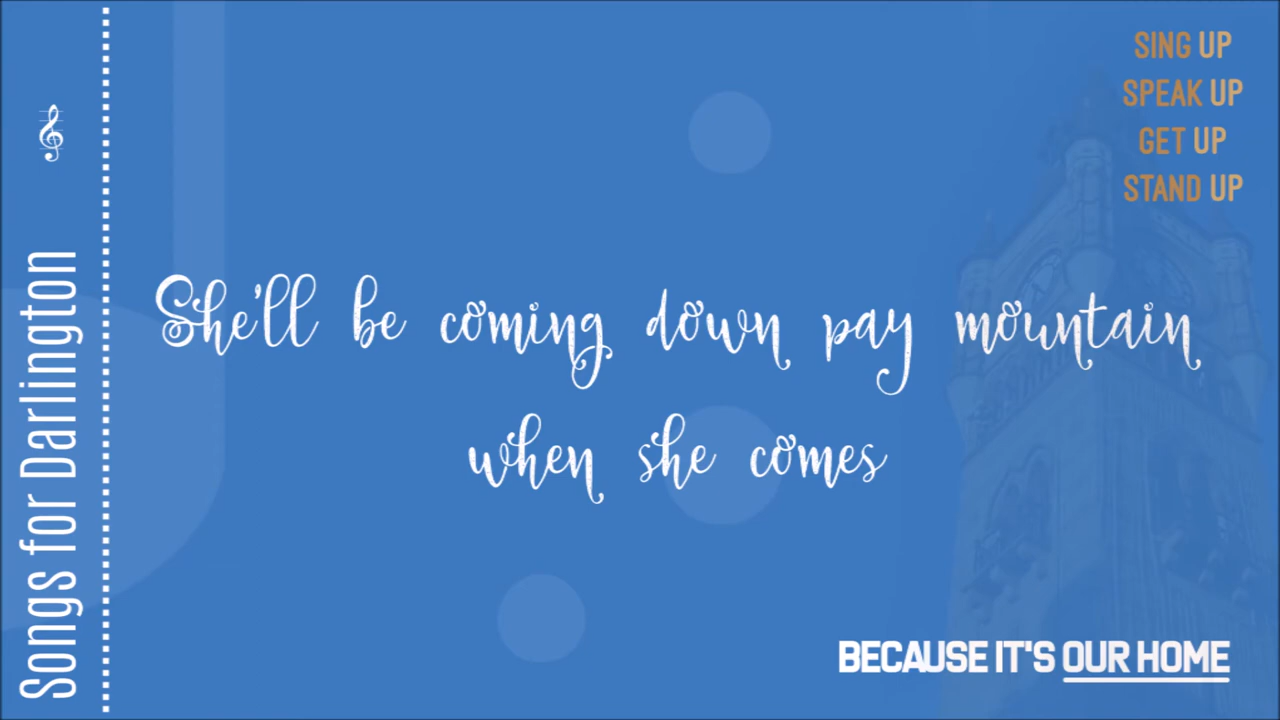 Songs for Darlington
SING UP
SPEAK UP
GET UP
STAND UP
She'll be coming down pay mountain
when she comes
BECAUSE IT'S OUR HOME